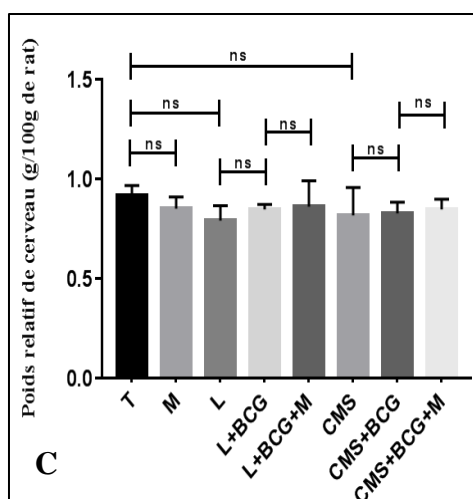 Poids relatif de cerveau (g/100g de rat)
1.5
1.0
0.5
0.0
ns
ns
ns
ns
ns
ns
ns
T
M
L
L+BCG
L+BCG+M
CMS
CMS+BCG
CMS+BCG+M
C